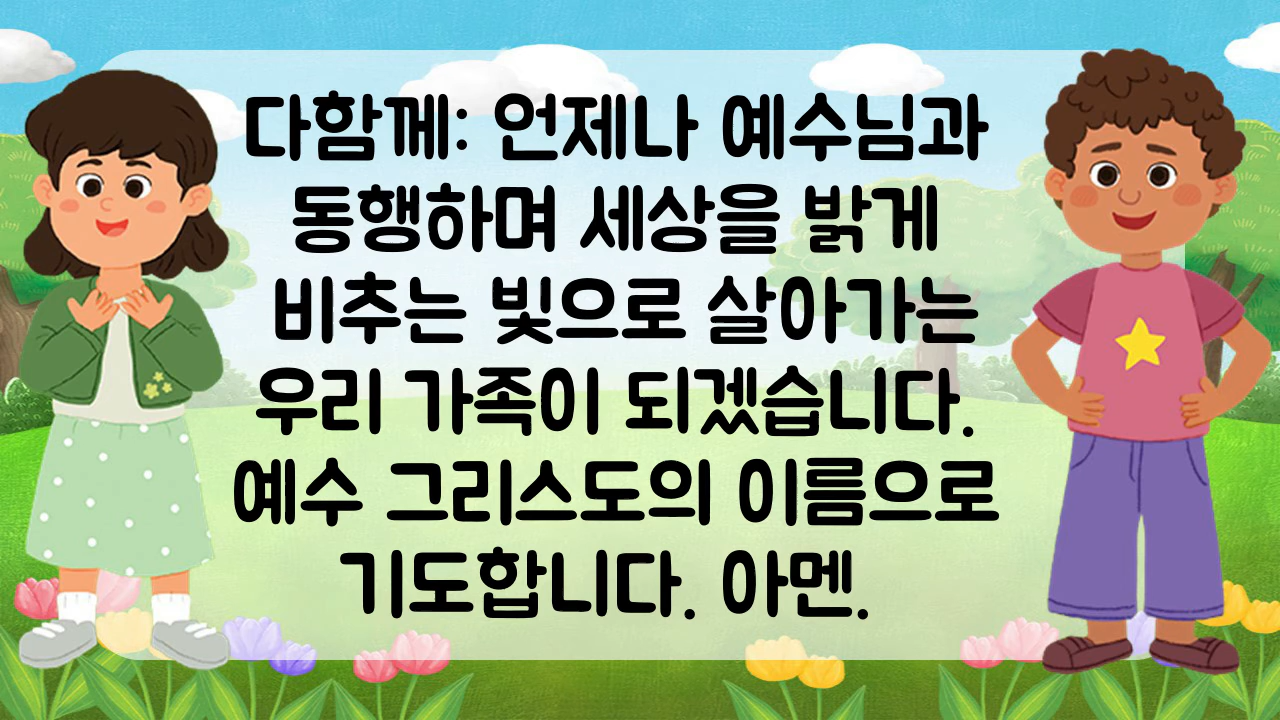 다함께: 언제나 예수님과
동행하며 세상을 밝게
비추는 빛으로 살아가는
우리 가족이 되겠습니다.
예수 그리스도의 이름으로
기도합니다. 아멘.